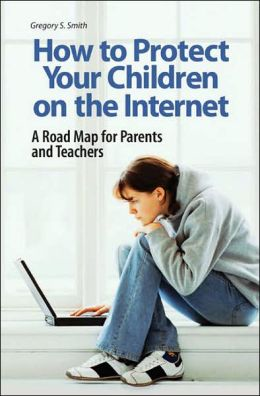 Gregory S. Smith
How to Protect
Your Children
on the Internet
A Road Map for Parents
and Teachers